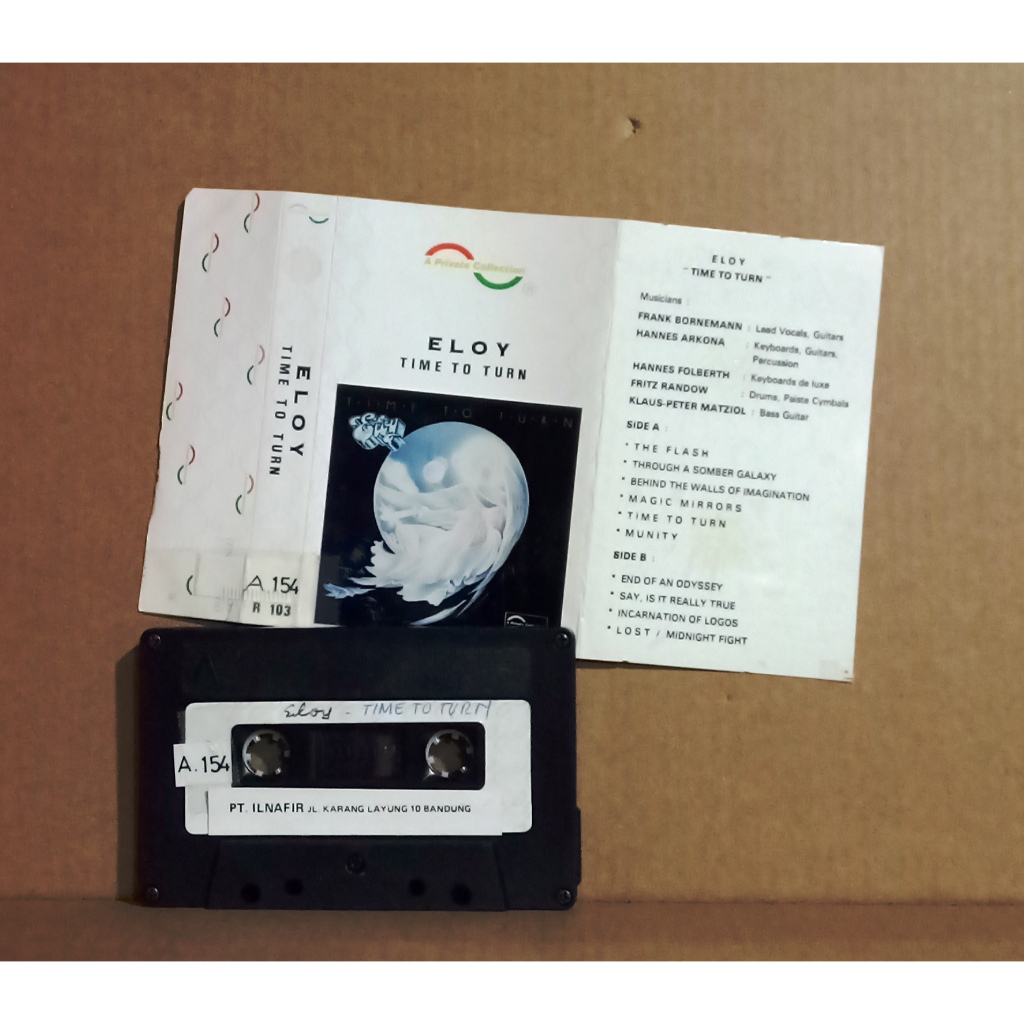 ELOY
TIME TO TURN
A.154
R 103
A Private Collection
ELOY
TIME TO TURN
TIME TO TURN
ELOY
"TIME TO TURN"
Musicians :
FRANK BORNEMANN : Lead Vocals, Guitars
HANNES ARKONA : Keyboards, Guitars,
Percussion
HANNES FOLBERTH : Keyboards de luxe
FRITZ RANDOW : Drums, Paiste Cymbals
KLAUS-PETER MATZIOL : Bass Guitar
SIDE A :
* THE FLASH
* THROUGH A SOMBER GALAXY
* BEHIND THE WALLS OF IMAGINATION
* MAGIC MIRRORS
* TIME TO TURN
* MUNITY
SIDE B :
* END OF AN ODYSSEY
* SAY, IS IT REALLY TRUE
* INCARNATION OF LOGOS
* LOST / MIDNIGHT FIGHT
Eloy - TIME TO TURN
A.154
PT. ILNAFIR JL. KARANG LAYUNG 10 BANDUNG